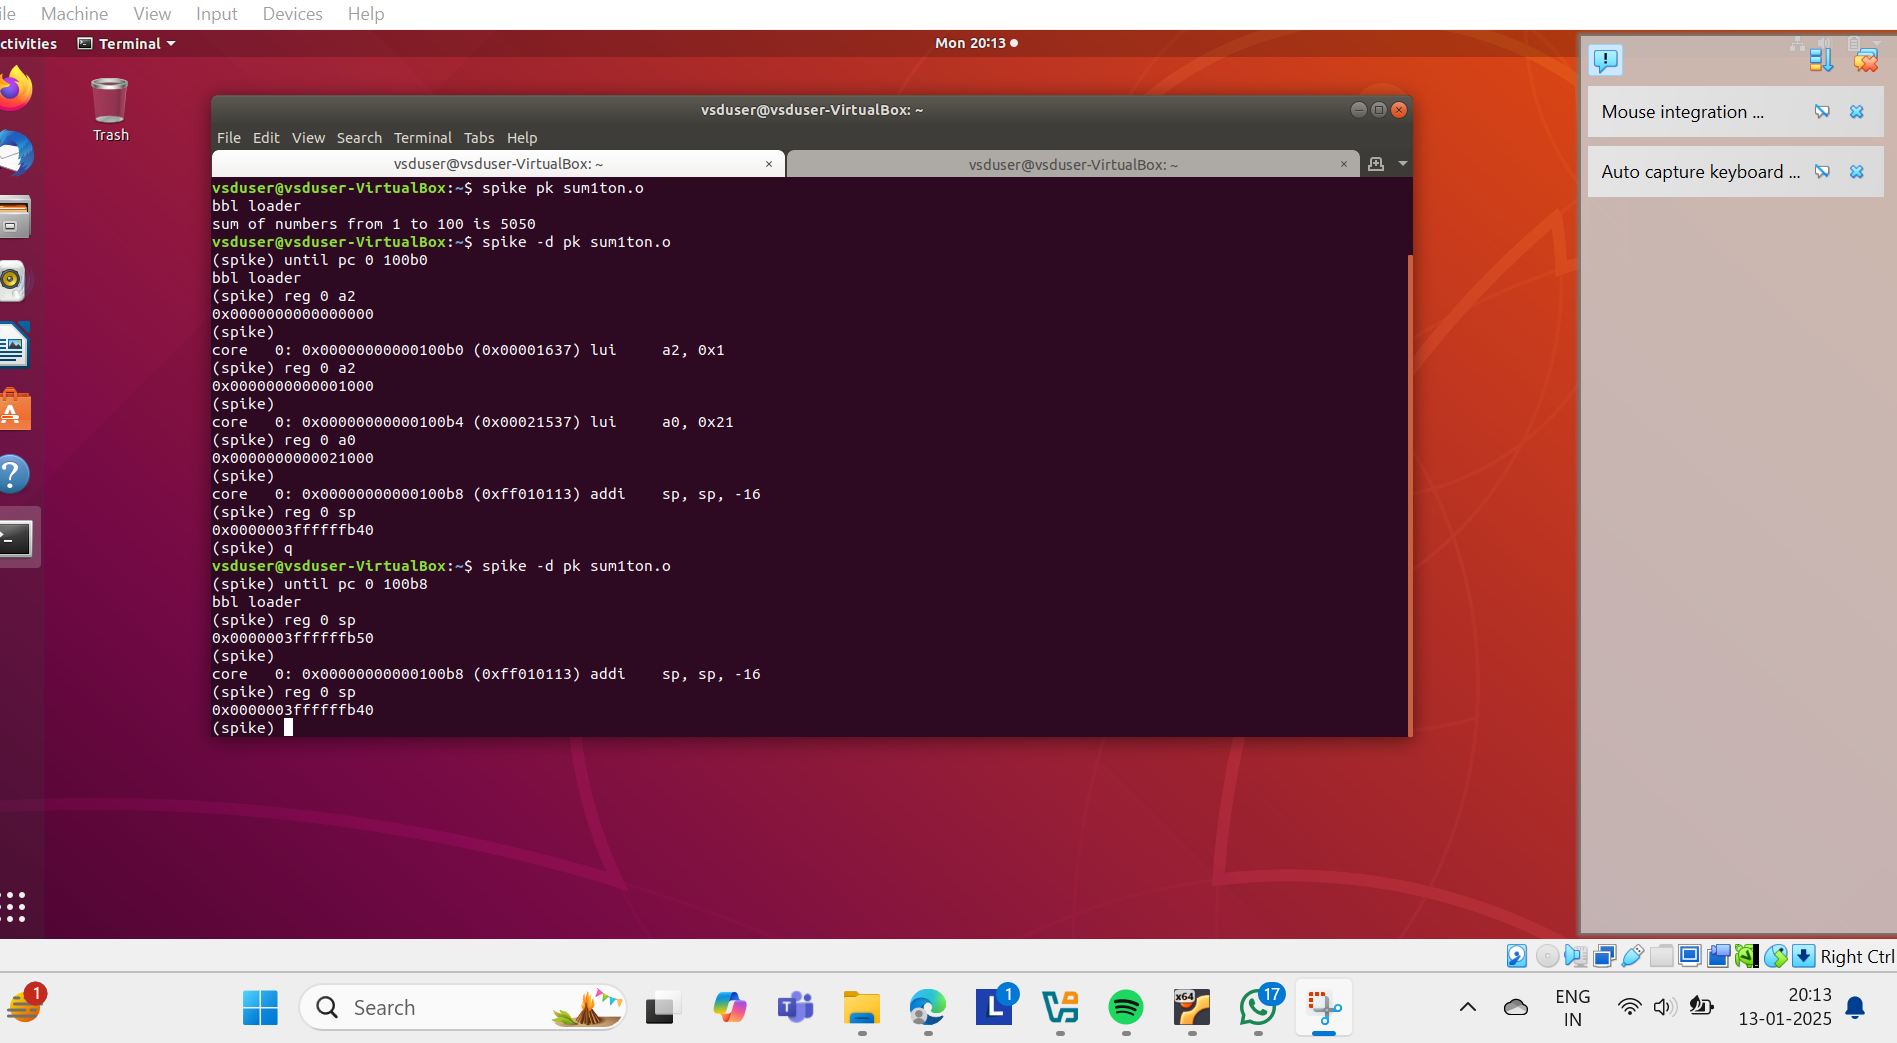 ile Machine View Input Devices Help
ctivities Terminal Mon 20:13
Trash
vsduser@vsduser-VirtualBox: ~
File Edit View Search Terminal Tabs Help
vsduser@vsduser-VirtualBox: ~ × vsduser@vsduser-VirtualBox: ~ ×
vsduser@vsduser-VirtualBox:~$ spike pk sum1ton.o
bbl loader
sum of numbers from 1 to 100 is 5050
vsduser@vsduser-VirtualBox:~$ spike -d pk sum1ton.o
(spike) until pc 0 100b0
bbl loader
(spike) reg 0 a2
0x0000000000000000
(spike)
core   0: 0x00000000000100b0 (0x00001637) lui     a2, 0x1
(spike) reg 0 a2
0x0000000000001000
(spike)
core   0: 0x00000000000100b4 (0x00021537) lui     a0, 0x21
(spike) reg 0 a0
0x0000000000021000
(spike)
core   0: 0x00000000000100b8 (0xff010113) addi    sp, sp, -16
(spike) reg 0 sp
0x0000003ffffffb40
(spike) q
vsduser@vsduser-VirtualBox:~$ spike -d pk sum1ton.o
(spike) until pc 0 100b8
bbl loader
(spike) reg 0 sp
0x0000003ffffffb50
(spike)
core   0: 0x00000000000100b8 (0xff010113) addi    sp, sp, -16
(spike) reg 0 sp
0x0000003ffffffb40
(spike)
Mouse integration ...
Auto capture keyboard ...
Right Ctrl
1
Search
L 1
x64
17
ENG
IN
20:13
13-01-2025